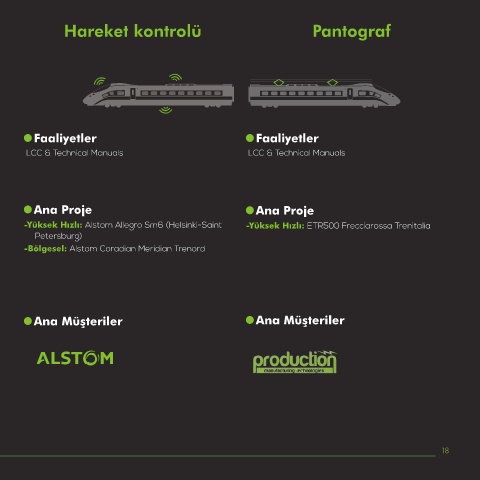 Hareket kontrolü
Faaliyetler
LCC & Technical Manuals
Ana Proje
-Yüksek Hızlı: Alstom Allegro Sm6 (Helsinki-Saint
Petersburg)
-Bölgesel: Alstom Coradian Meridian Trenord
Ana Müşteriler
ALSTOM
Pantograf
Faaliyetler
LCC & Technical Manuals
Ana Proje
-Yüksek Hızlı: ETR500 Frecciarossa Trenitalia
Ana Müşteriler
production
manufacturing
18